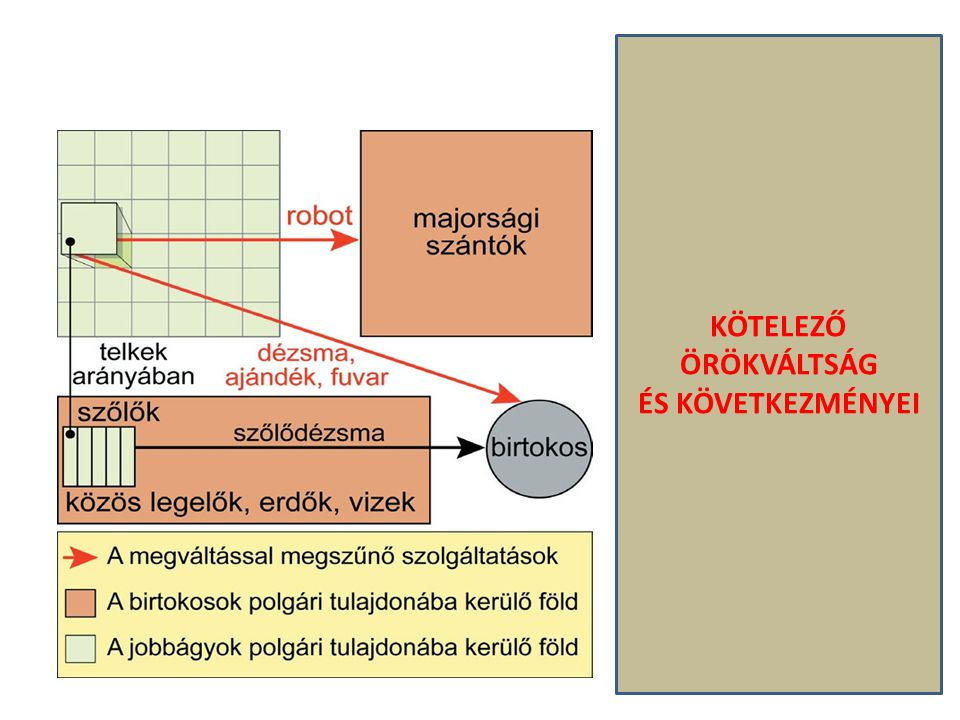 robot
majorsági
szántók
telkek
arányában
dézsma,
ajándék, fuvar
szőlők
szőlődézsma
birtokos
közös legelők, erdők, vizek
A megváltással megszűnő szolgáltatások
A birtokosok polgári tulajdonába kerülő föld
A jobbágyok polgári tulajdonába kerülő föld
KÖTELEZŐ
ÖRÖKVÁLTSÁG
ÉS KÖVETKEZMÉNYEI